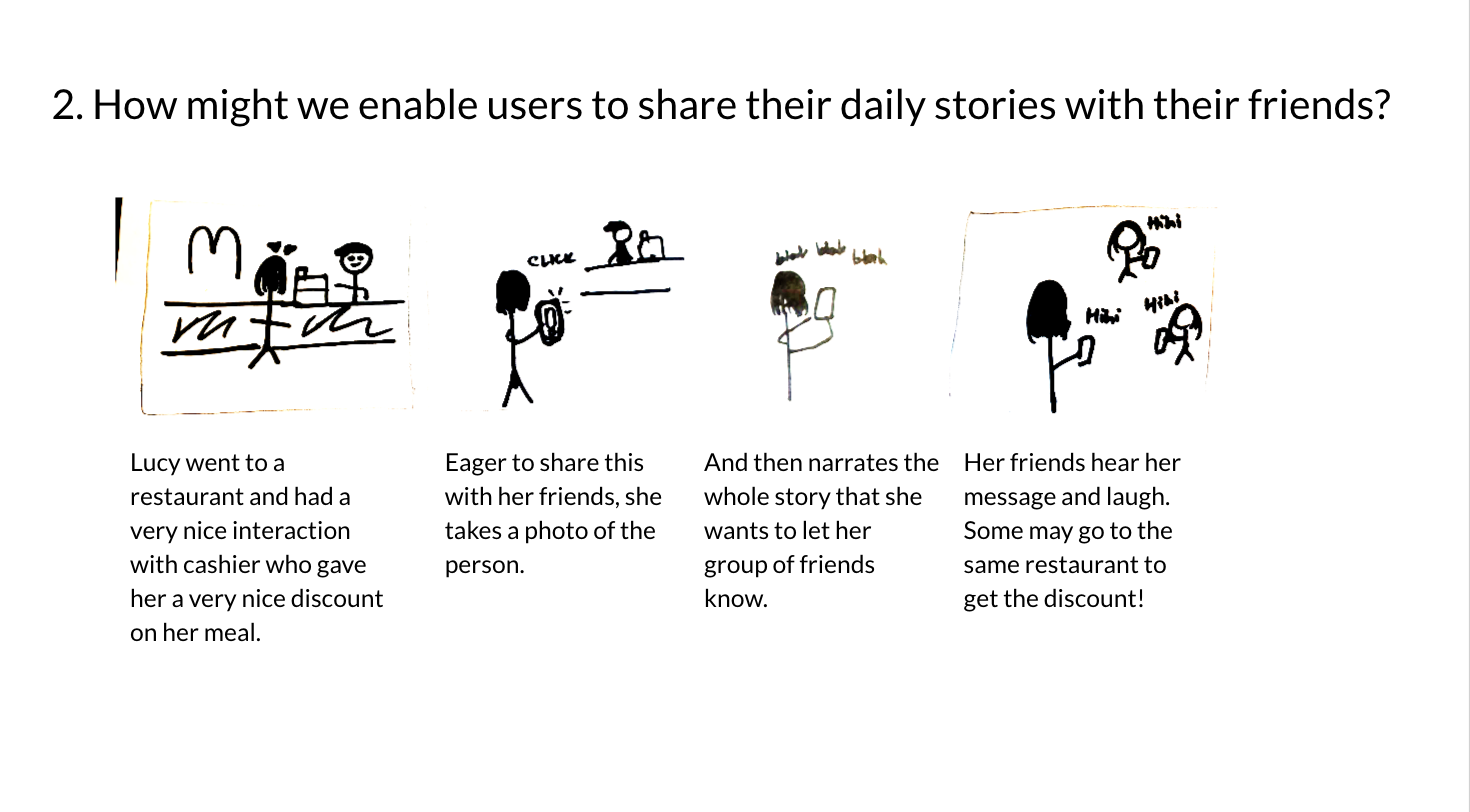 2. How might we enable users to share their daily stories with their friends?
M
CLICK
blah blah blah
Hihi
Hihi
Hihi
Lucy went to a
restaurant and had a
very nice interaction
with cashier who gave
her a very nice discount
on her meal.
Eager to share this
with her friends, she
takes a photo of the
person.
And then narrates the
whole story that she
wants to let her
group of friends
know.
Her friends hear her
message and laugh.
Some may go to the
same restaurant to
get the discount!